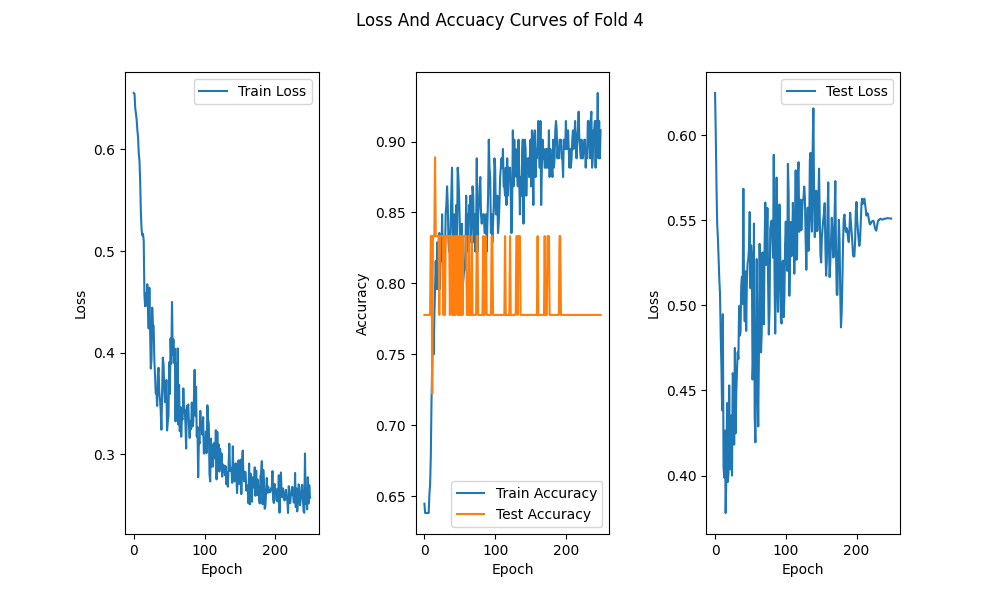 Loss And Accuacy Curves of Fold 4
Train Loss
Loss
0.6
0.5
0.4
0.3
0
100
200
Epoch
Accuracy
0.90
0.85
0.80
0.75
0.70
0.65
Train Accuracy
Test Accuracy
0
100
200
Epoch
Test Loss
Loss
0.60
0.55
0.50
0.45
0.40
0
100
200
Epoch